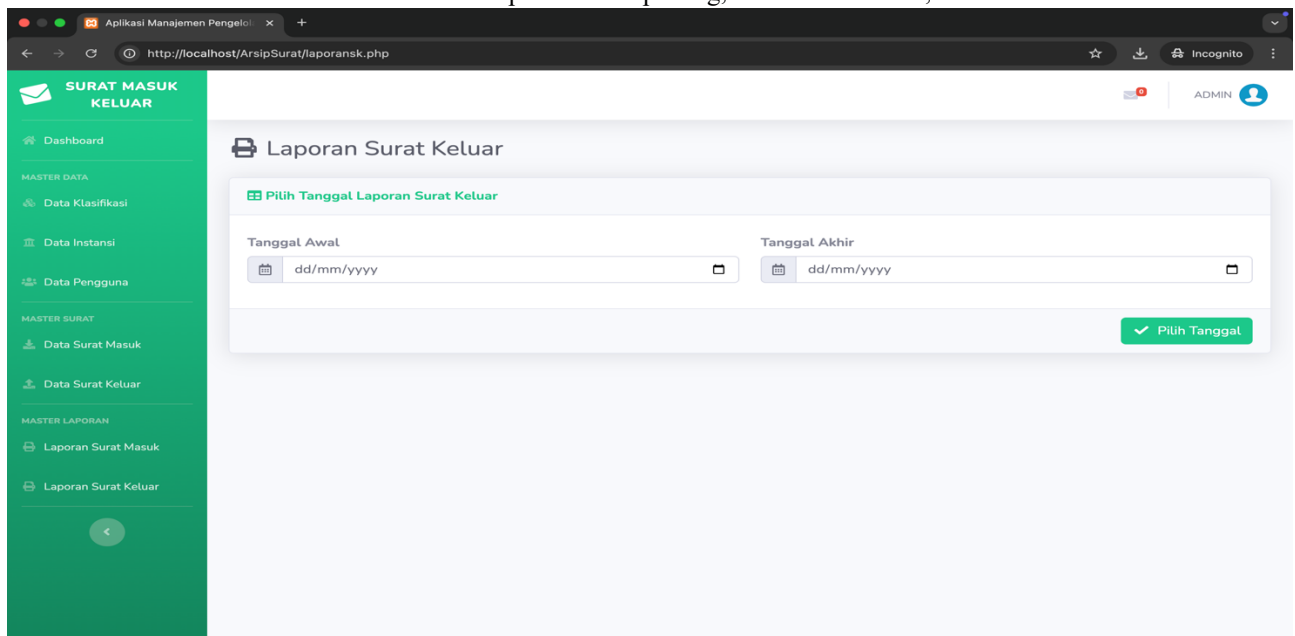 Aplikasi Manajemen Pengelol
http://localhost/ArsipSurat/laporansk.php
Incognito
SURAT MASUK
KELUAR
0
ADMIN
Dashboard
Laporan Surat Keluar
MASTER DATA
Data Klasifikasi
Data Instansi
Data Pengguna
MASTER SURAT
Data Surat Masuk
Data Surat Keluar
MASTER LAPORAN
Laporan Surat Masuk
Laporan Surat Keluar
Pilih Tanggal Laporan Surat Keluar
Tanggal Awal
dd/mm/yyyy
Tanggal Akhir
dd/mm/yyyy
Pilih Tanggal